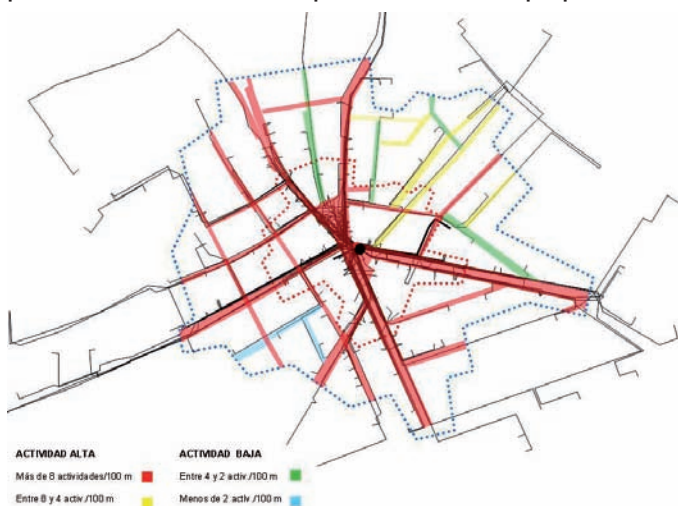 ACTIVIDAD ALTA
ACTIVIDAD BAJA
Más de 8 actividades/100 m
Entre 4 y 2 activ./100 m
Entre 8 y 4 activ./100 m
Menos de 2 activ./100 m